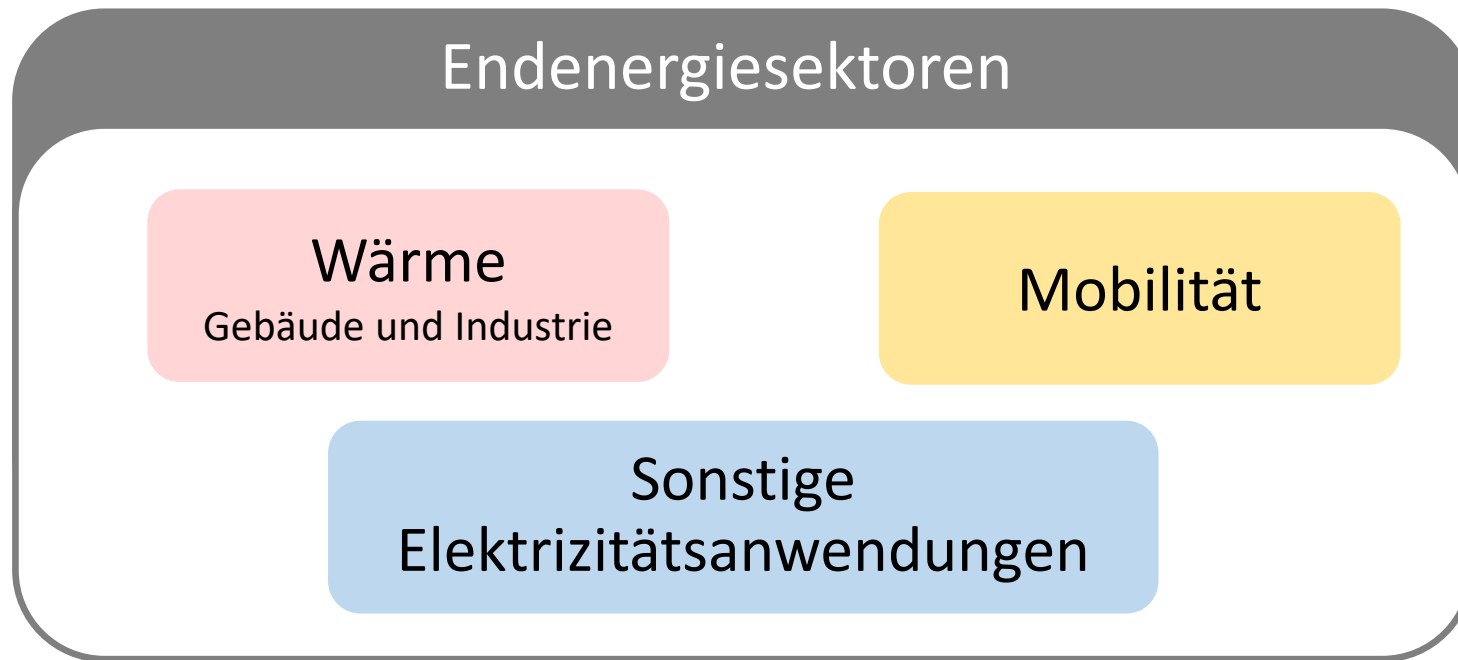 Endenergiesektoren
Wärme
Gebäude und Industrie
Mobilität
Sonstige
Elektrizitätsanwendungen